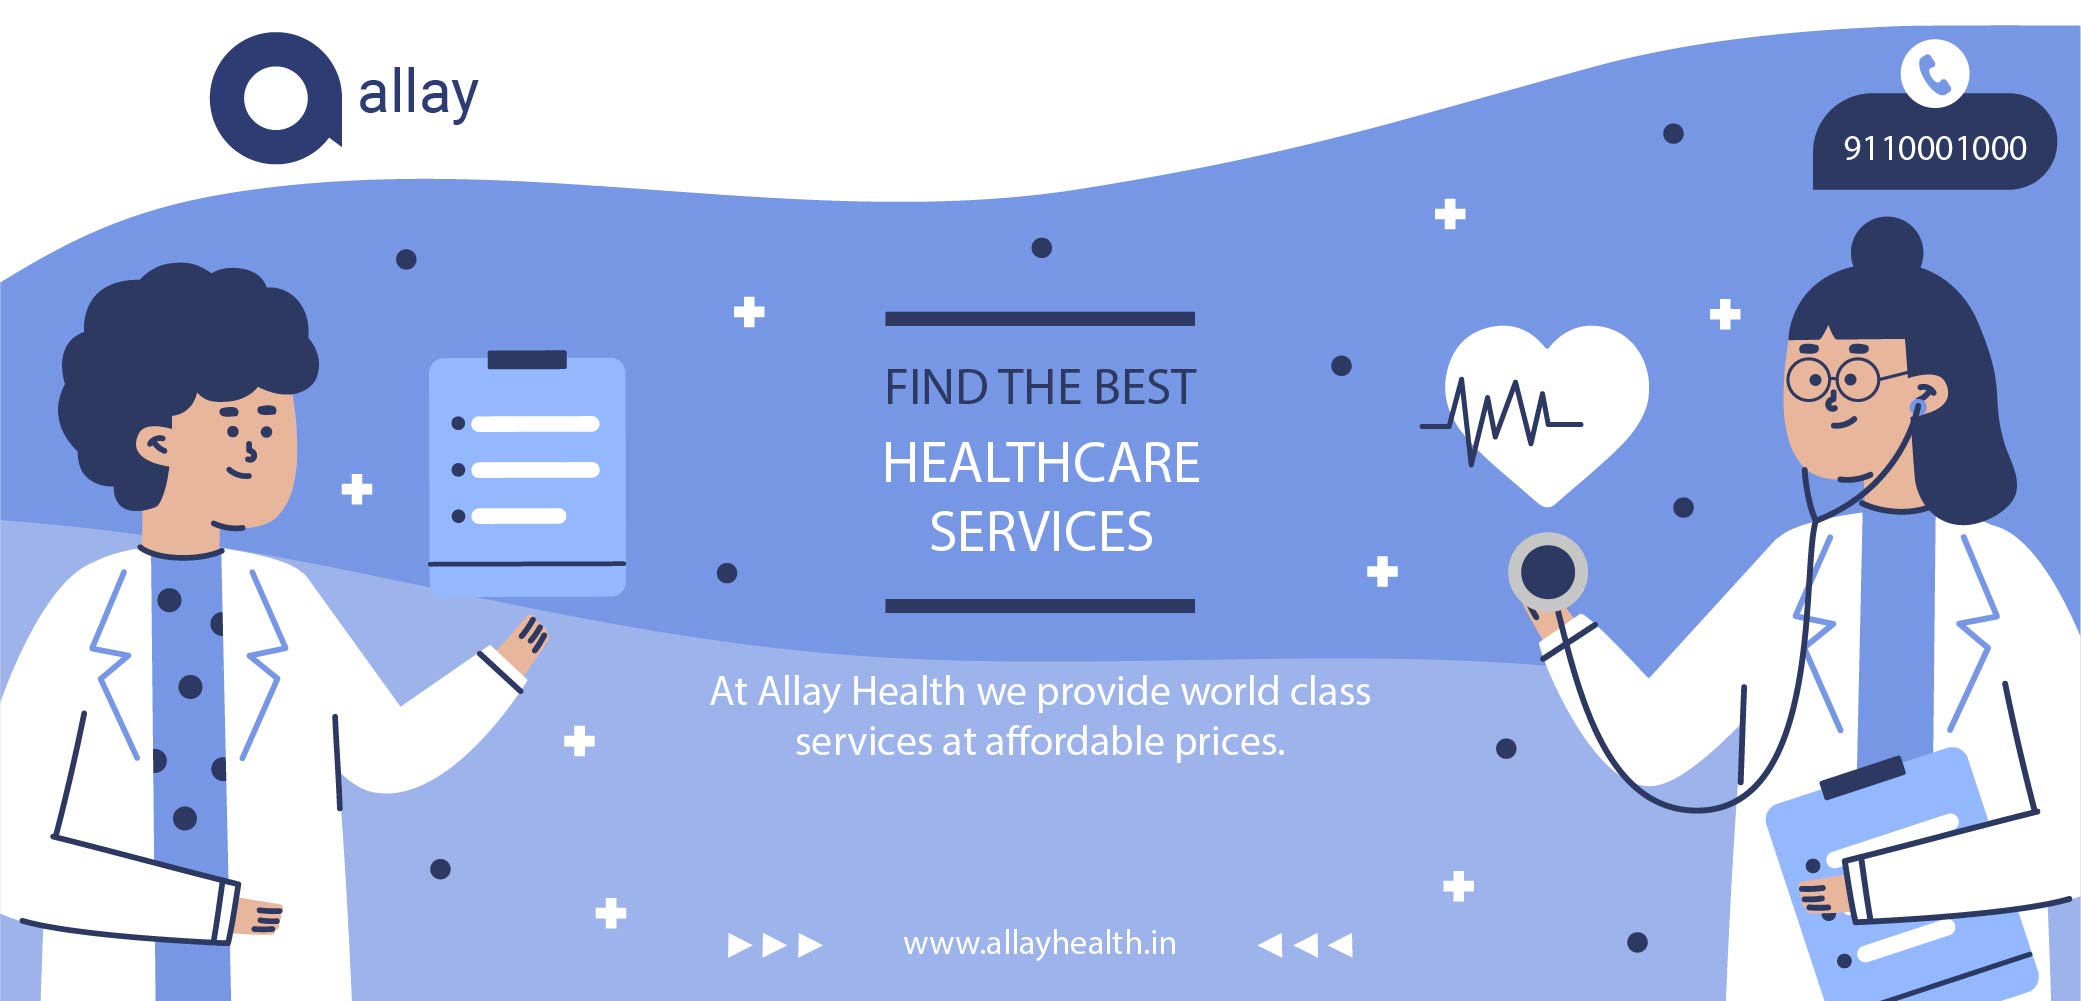 allay
9110001000
FIND THE BEST
HEALTHCARE
SERVICES
At Allay Health we provide world class
services at affordable prices.
www.allayhealth.in